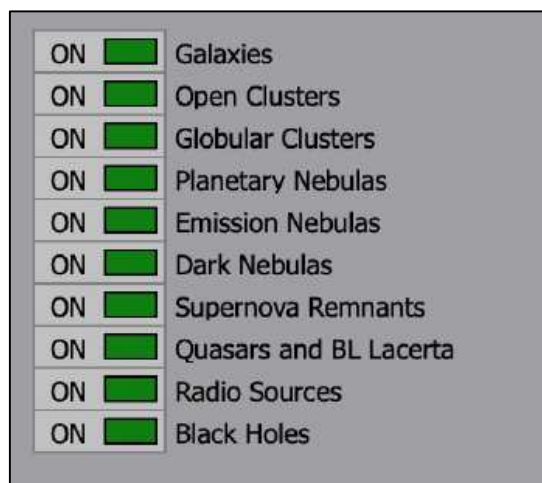 ON Galaxies
ON Open Clusters
ON Globular Clusters
ON Planetary Nebulas
ON Emission Nebulas
ON Dark Nebulas
ON Supernova Remnants
ON Quasars and BL Lacerta
ON Radio Sources
ON Black Holes